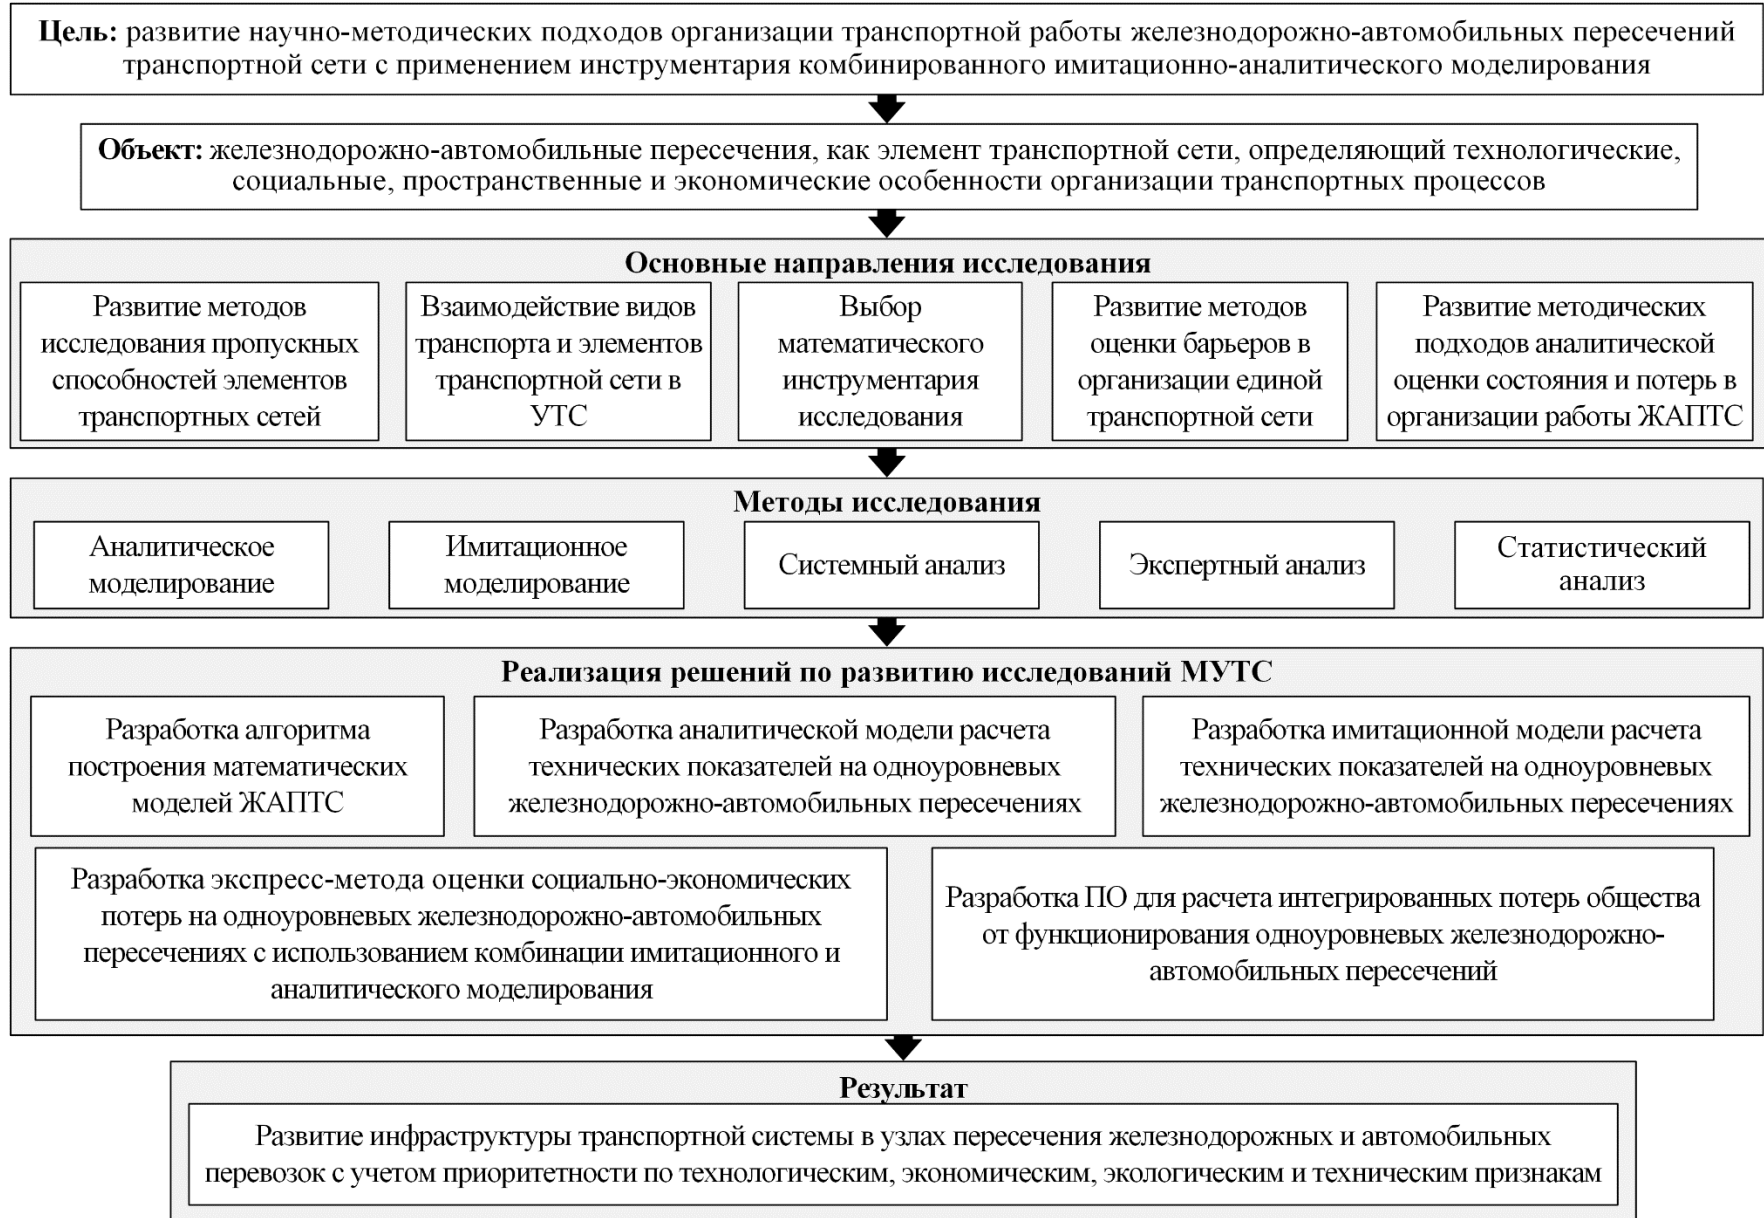 Цель: развитие научно-методических подходов организации транспортной работы железнодорожно-автомобильных пересечений
транспортной сети с применением инструментария комбинированного имитационно-аналитического моделирования
Объект: железнодорожно-автомобильные пересечения, как элемент транспортной сети, определяющий технологические,
социальные, пространственные и экономические особенности организации транспортных процессов
Основные направления исследования
Развитие методов
исследования пропускных
способностей элементов
транспортных сетей
Взаимодействие видов
транспорта и элементов
транспортной сети в
УТС
Выбор
математического
инструментария
исследования
Развитие методов
оценки барьеров в
организации единой
транспортной сети
Развитие методических
подходов аналитической
оценки состояния и потерь в
организации работы ЖАПТС
Методы исследования
Аналитическое
моделирование
Имитационное
моделирование
Системный анализ
Экспертный анализ
Статистический
анализ
Реализация решений по развитию исследований МУТС
Разработка алгоритма
построения математических
моделей ЖАПТС
Разработка аналитической модели расчета
технических показателей на одноуровневых
железнодорожно-автомобильных пересечениях
Разработка имитационной модели расчета
технических показателей на одноуровневых
железнодорожно-автомобильных пересечениях
Разработка экспресс-метода оценки социально-экономических
потерь на одноуровневых железнодорожно-автомобильных
пересечениях с использованием комбинации имитационного и
аналитического моделирования
Разработка ПО для расчета интегрированных потерь общества
от функционирования одноуровневых железнодорожно-
автомобильных пересечений
Результат
Развитие инфраструктуры транспортной системы в узлах пересечения железнодорожных и автомобильных
перевозок с учетом приоритетности по технологическим, экономическим, экологическим и техническим признакам